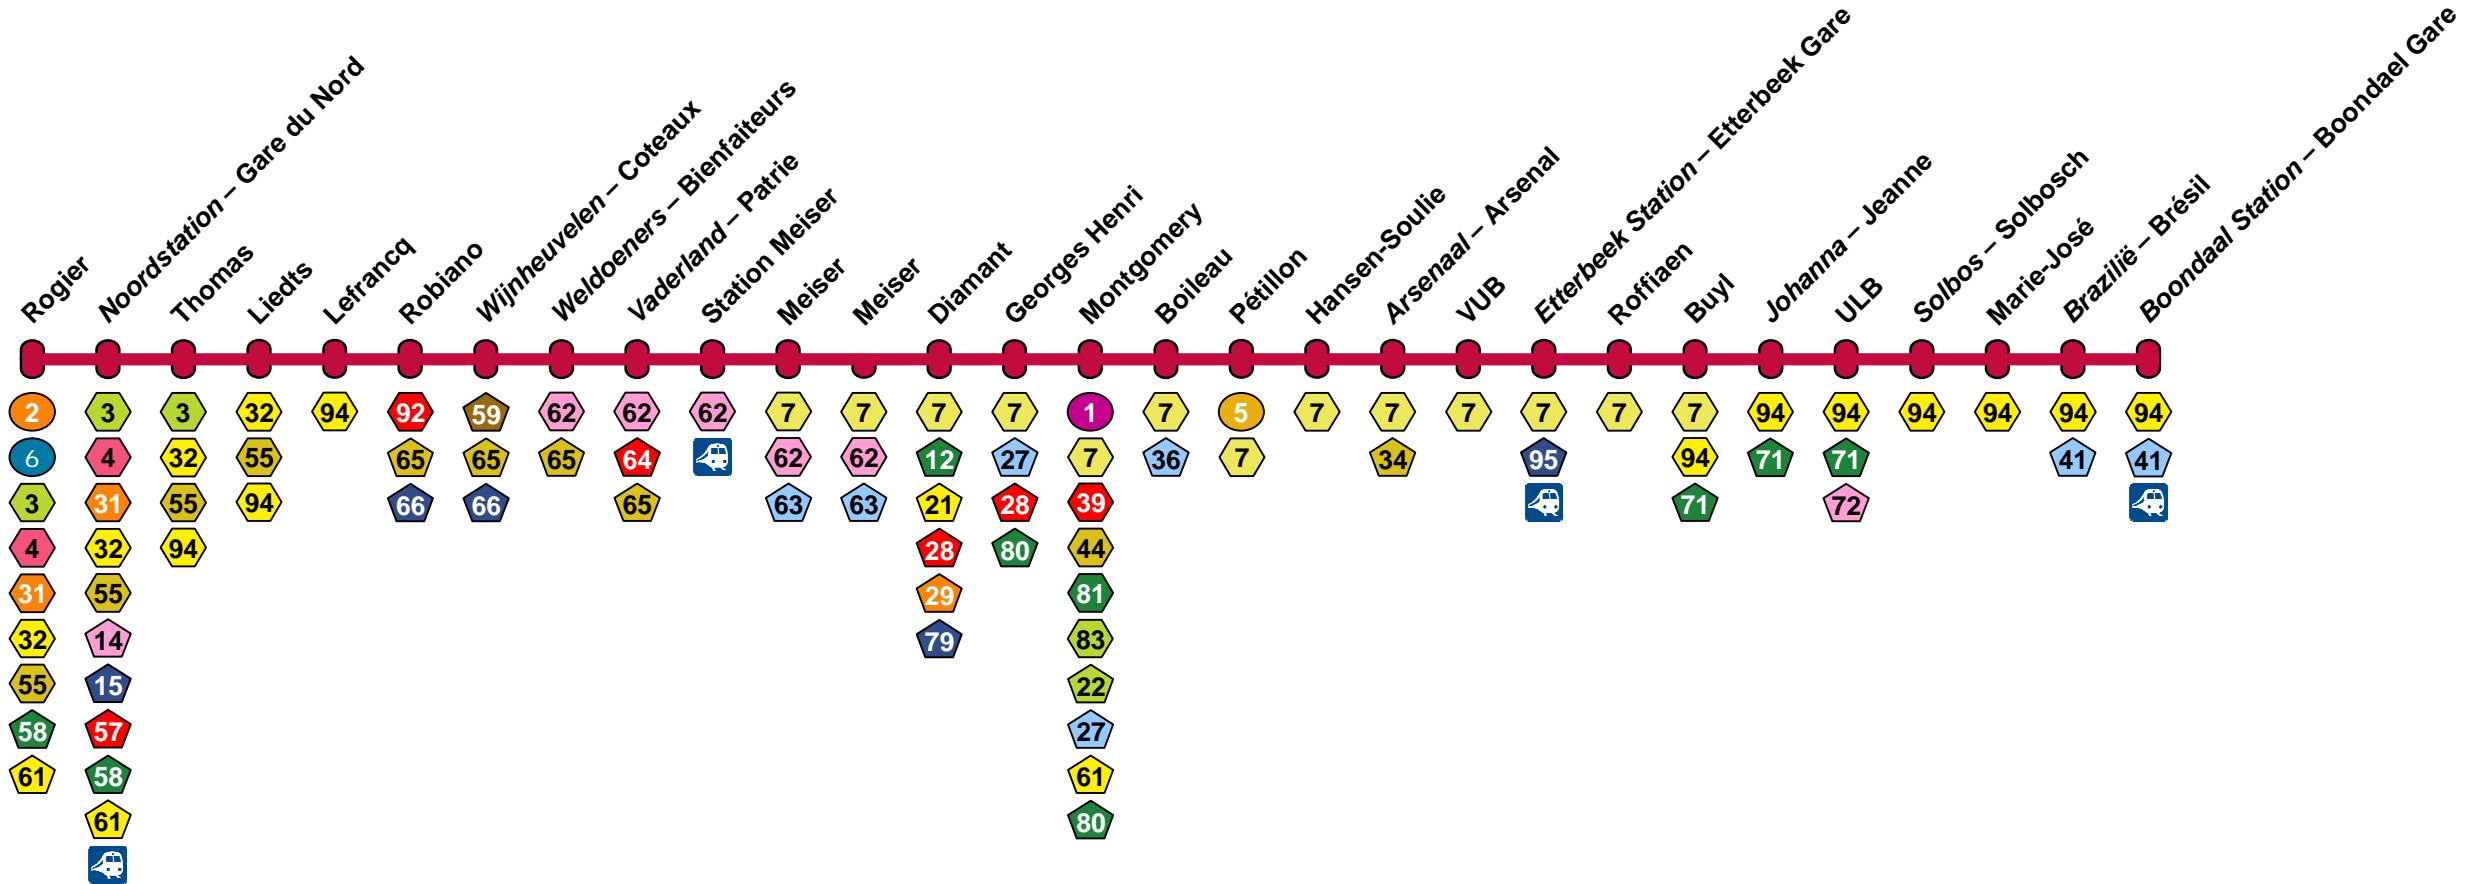 Rogier
Noordstation – Gare du Nord
Thomas
Liedts
Lefrancq
Robiano
Wijnheuvelen – Coteaux
Weldoeners – Bienfaiteurs
Vaderland – Patrie
Station Meiser
Meiser
Meiser
Diamant
Georges Henri
Montgomery
Boileau
Pétillon
Hansen-Soulie
Arsenaal – Arsenal
VUB
Etterbeek Station – Etterbeek Gare
Roffiaen
Buyl
Johanna – Jeanne
ULB
Solbos – Solbosch
Marie-José
Brazilië – Brésil
Boondaal Station – Boondael Gare
2 3 3 32 94 92 59 62 62 62 7 7 7 7 1 7 5 7 7 7 7 7 7 94 94 94 94 94 94
6 4 32 55 65 65 65 64 62 62 12 27 7 36 7 34 95 94 71 71 41 41
3 31 55 94 66 66 65 63 63 21 28 39 71 72
4 32 94 28 80 44
31 55 29 81
32 14 79 83
55 15 22
58 57 27
61 58 61
61 80